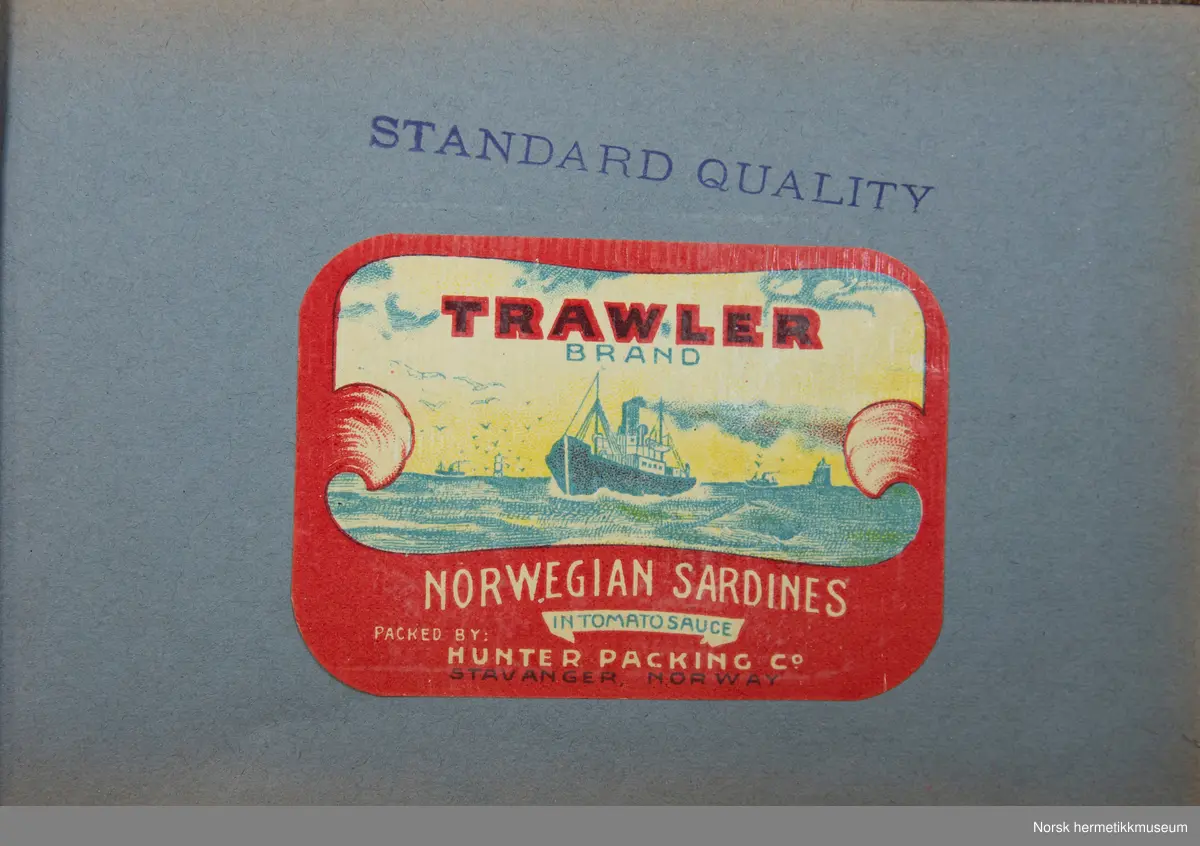 STANDARD QUALITY
TRAWLER
BRAND
NORWEGIAN SARDINES
IN TOMATO SAUCE
PACKED BY:
HUNTER PACKING Cº
STAVANGER, NORWAY
Norsk hermetikkmuseum